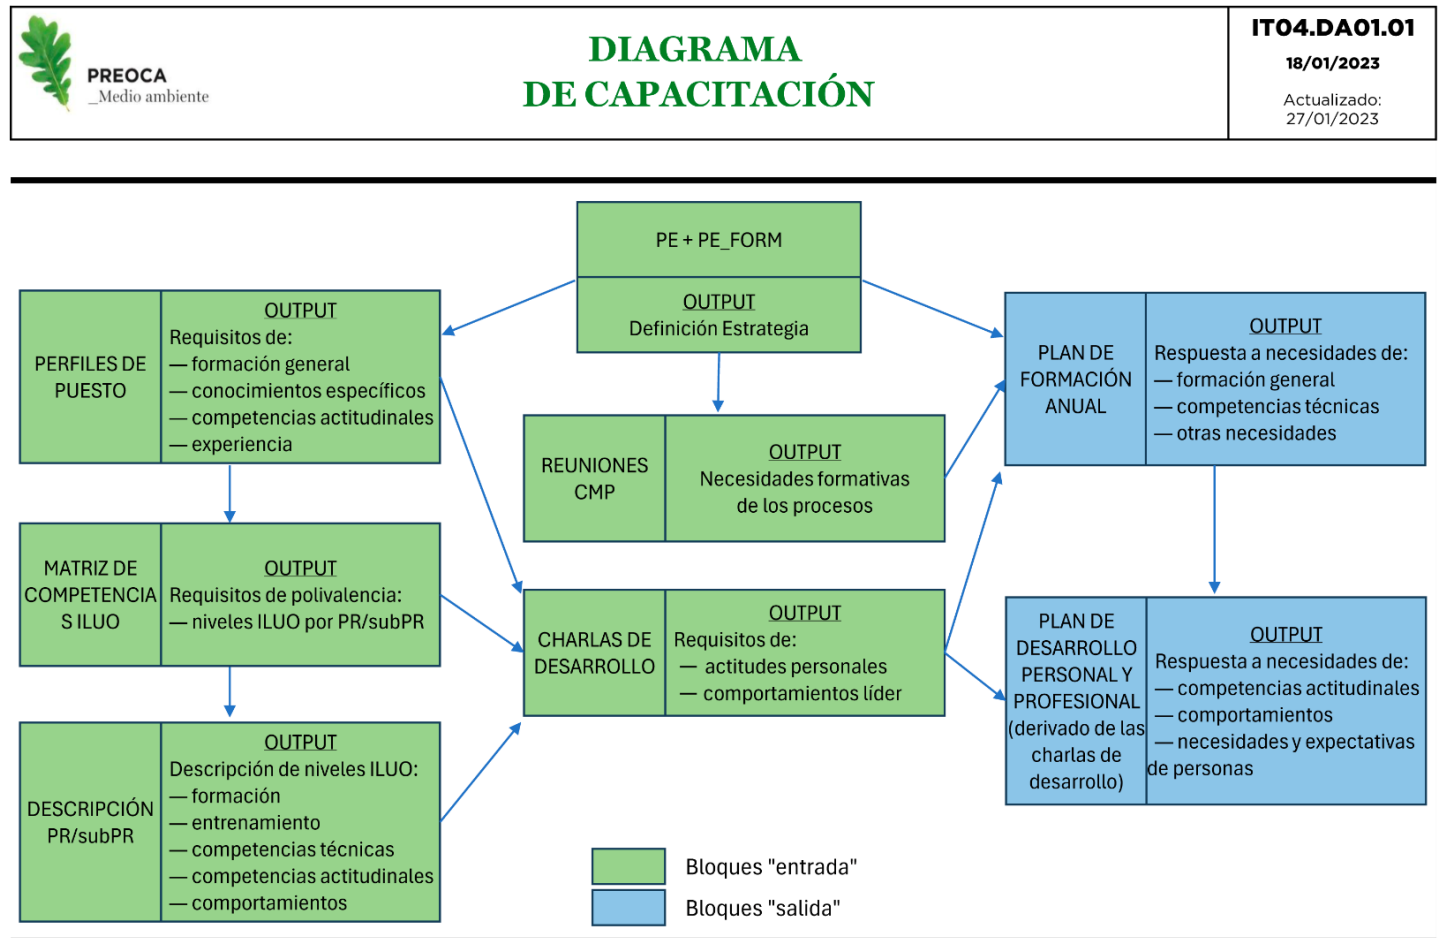 PREOCA
_Medio ambiente
DIAGRAMA
DE CAPACITACIÓN
IT04.DA01.01
18/01/2023
Actualizado:
27/01/2023
PE + PE_FORM
OUTPUT
Definición Estrategia
PERFILES DE
PUESTO
OUTPUT
Requisitos de:
— formación general
— conocimientos específicos
— competencias actitudinales
— experiencia
MATRIZ DE
COMPETENCIA
S ILUO
OUTPUT
Requisitos de polivalencia:
— niveles ILUO por PR/subPR
DESCRIPCIÓN
PR/subPR
OUTPUT
Descripción de niveles ILUO:
— formación
— entrenamiento
— competencias técnicas
— competencias actitudinales
— comportamientos
REUNIONES
CMP
OUTPUT
Necesidades formativas
de los procesos
CHARLAS DE
DESARROLLO
OUTPUT
Requisitos de:
— actitudes personales
— comportamientos líder
PLAN DE
FORMACIÓN
ANUAL
OUTPUT
Respuesta a necesidades de:
— formación general
— competencias técnicas
— otras necesidades
PLAN DE
DESARROLLO
PERSONAL Y
PROFESIONAL
(derivado de las
charlas de
desarrollo)
OUTPUT
Respuesta a necesidades de:
— competencias actitudinales
— comportamientos
— necesidades y expectativas
de personas
Bloques "entrada"
Bloques "salida"